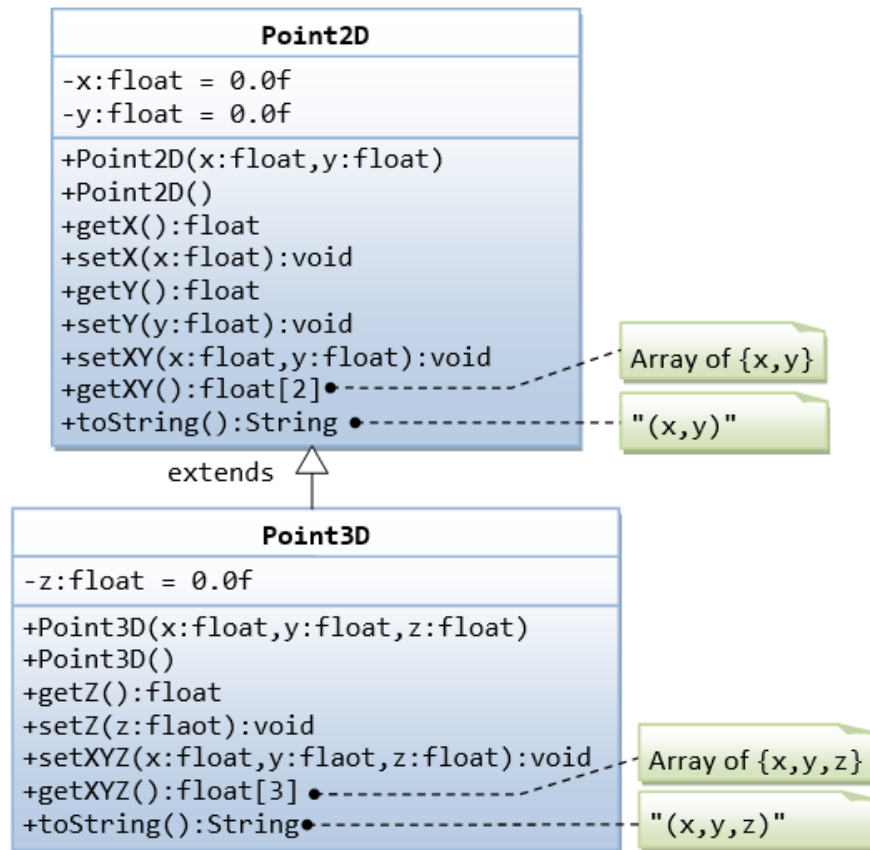 Point2D
-x:float = 0.0f
-y:float = 0.0f
+Point2D(x:float,y:float)
+Point2D()
+getX():float
+setX(x:float):void
+getY():float
+setY(y:float):void
+setXY(x:float,y:float):void
+getXY():float[2]
Array of {x,y}
+toString():String
"(x,y)"
extends
Point3D
-z:float = 0.0f
+Point3D(x:float,y:float,z:float)
+Point3D()
+getZ():float
+setZ(z:flaot):void
+setXYZ(x:float,y:flaot,z:float):void
+getXYZ():float[3]
Array of {x,y,z}
+toString():String
"(x,y,z)"